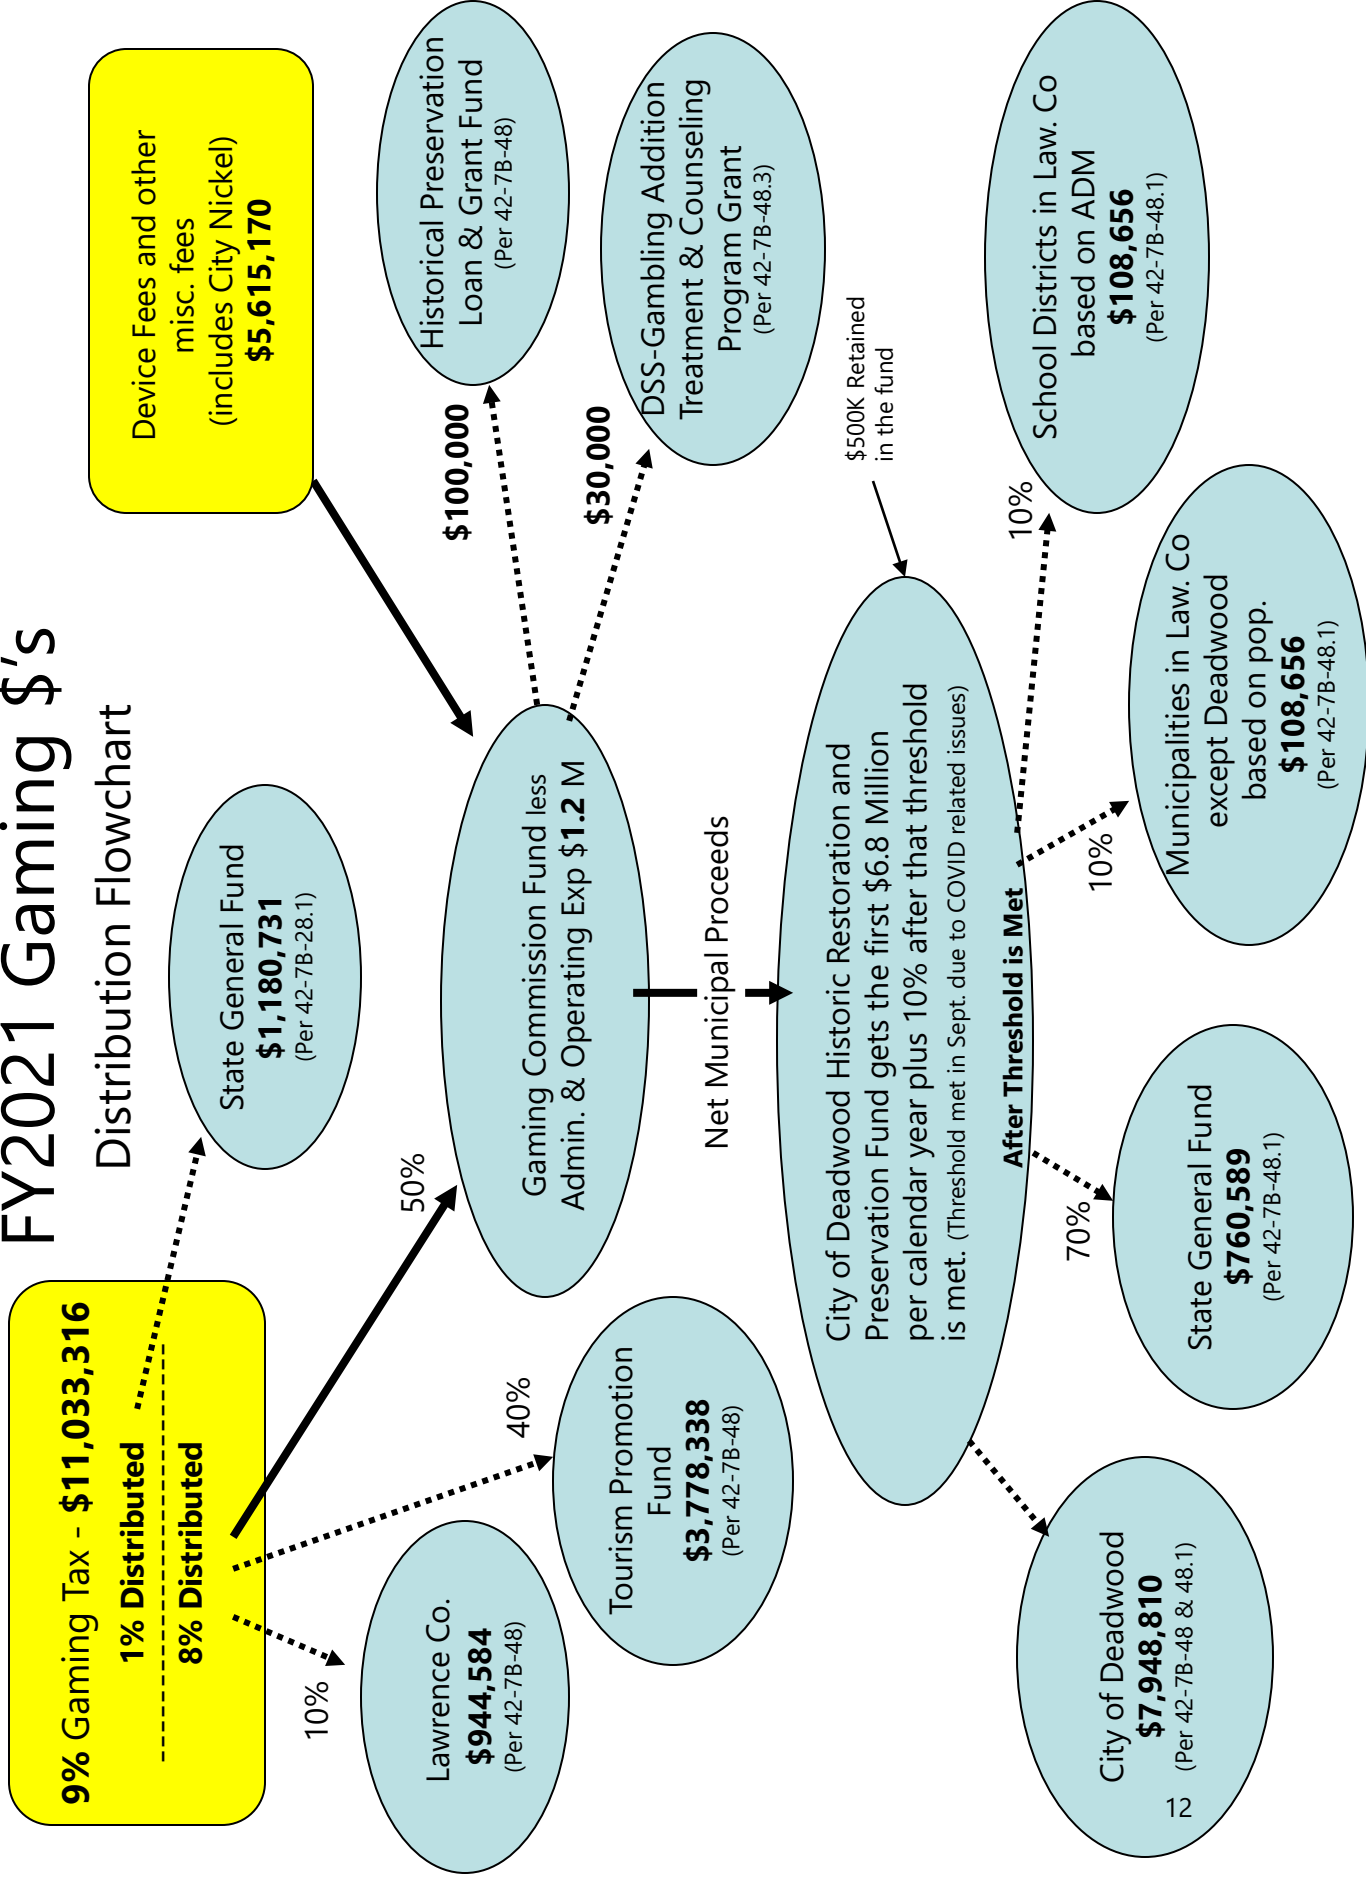 FY2021 Gaming $'s
Distribution Flowchart
9% Gaming Tax - $11,033,316
1% Distributed
8% Distributed
Device Fees and other
misc. fees
(includes City Nickel)
$5,615,170
State General Fund
$1,180,731
(Per 42-7B-28.1)
10%
40%
50%
Lawrence Co.
$944,584
(Per 42-7B-48)
Tourism Promotion
Fund
$3,778,338
(Per 42-7B-48)
Gaming Commission Fund less
Admin. & Operating Exp $1.2 M
$100,000
Historical Preservation
Loan & Grant Fund
(Per 42-7B-48)
$30,000
DSS-Gambling Addition
Treatment & Counseling
Program Grant
(Per 42-7B-48.3)
Net Municipal Proceeds
$500K Retained
in the fund
City of Deadwood Historic Restoration and
Preservation Fund gets the first $6.8 Million
per calendar year plus 10% after that threshold
is met. (Threshold met in Sept. due to COVID related issues)
After Threshold is Met
70%
10%
10%
City of Deadwood
$7,948,810
(Per 42-7B-48 & 48.1)
State General Fund
$760,589
(Per 42-7B-48.1)
Municipalities in Law. Co
except Deadwood
based on pop.
$108,656
(Per 42-7B-48.1)
School Districts in Law. Co
based on ADM
$108,656
(Per 42-7B-48.1)
12